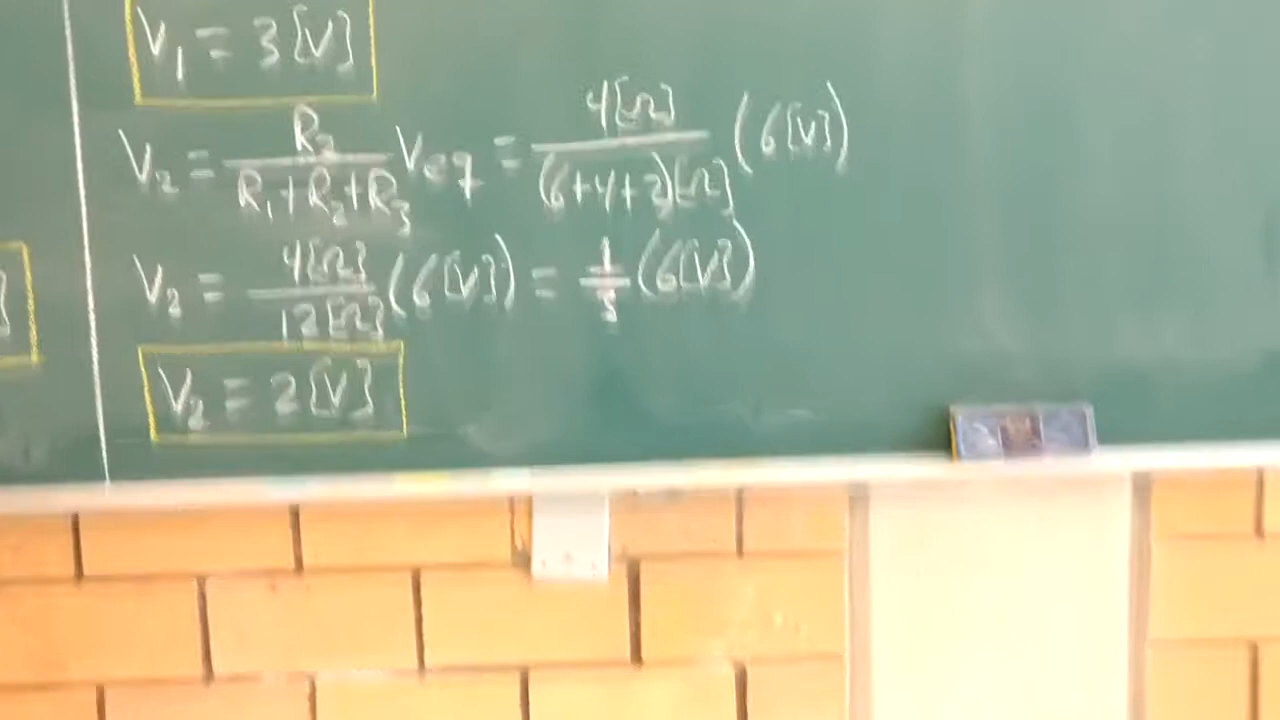 V₁ = 3[V]
V₂ = R₂/(R₁+R₂+R₃) Veq = 4[Ω]/((6+4+2)[Ω]) (6[V])
V₂ = 4[Ω]/12[Ω] (6[V]) = 1/3 (6[V])
V₂ = 2[V]
]